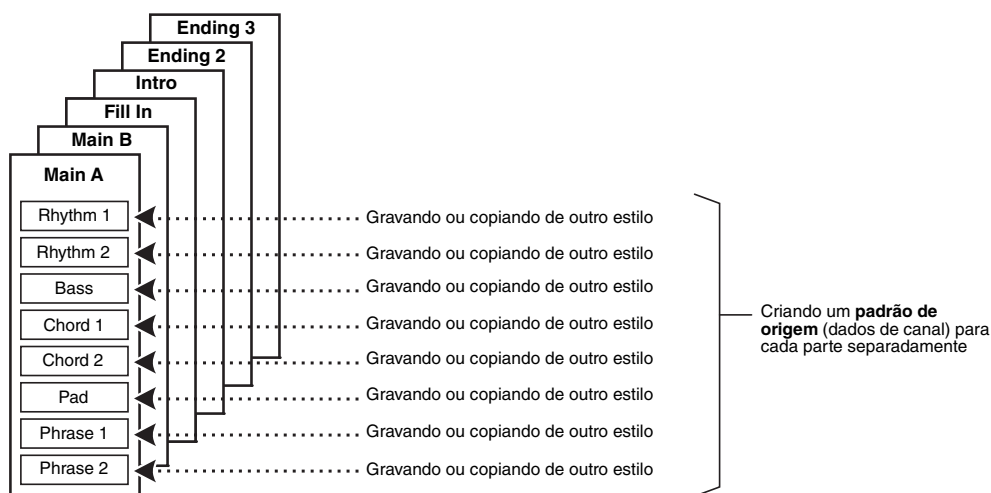 Ending 3
Ending 2
Intro
Fill In
Main B
Main A
Rhythm 1
Gravando ou copiando de outro estilo
Rhythm 2
Gravando ou copiando de outro estilo
Bass
Gravando ou copiando de outro estilo
Chord 1
Gravando ou copiando de outro estilo
Chord 2
Gravando ou copiando de outro estilo
Pad
Gravando ou copiando de outro estilo
Phrase 1
Gravando ou copiando de outro estilo
Phrase 2
Gravando ou copiando de outro estilo
Criando um padrão de
origem (dados de canal) para
cada parte separadamente